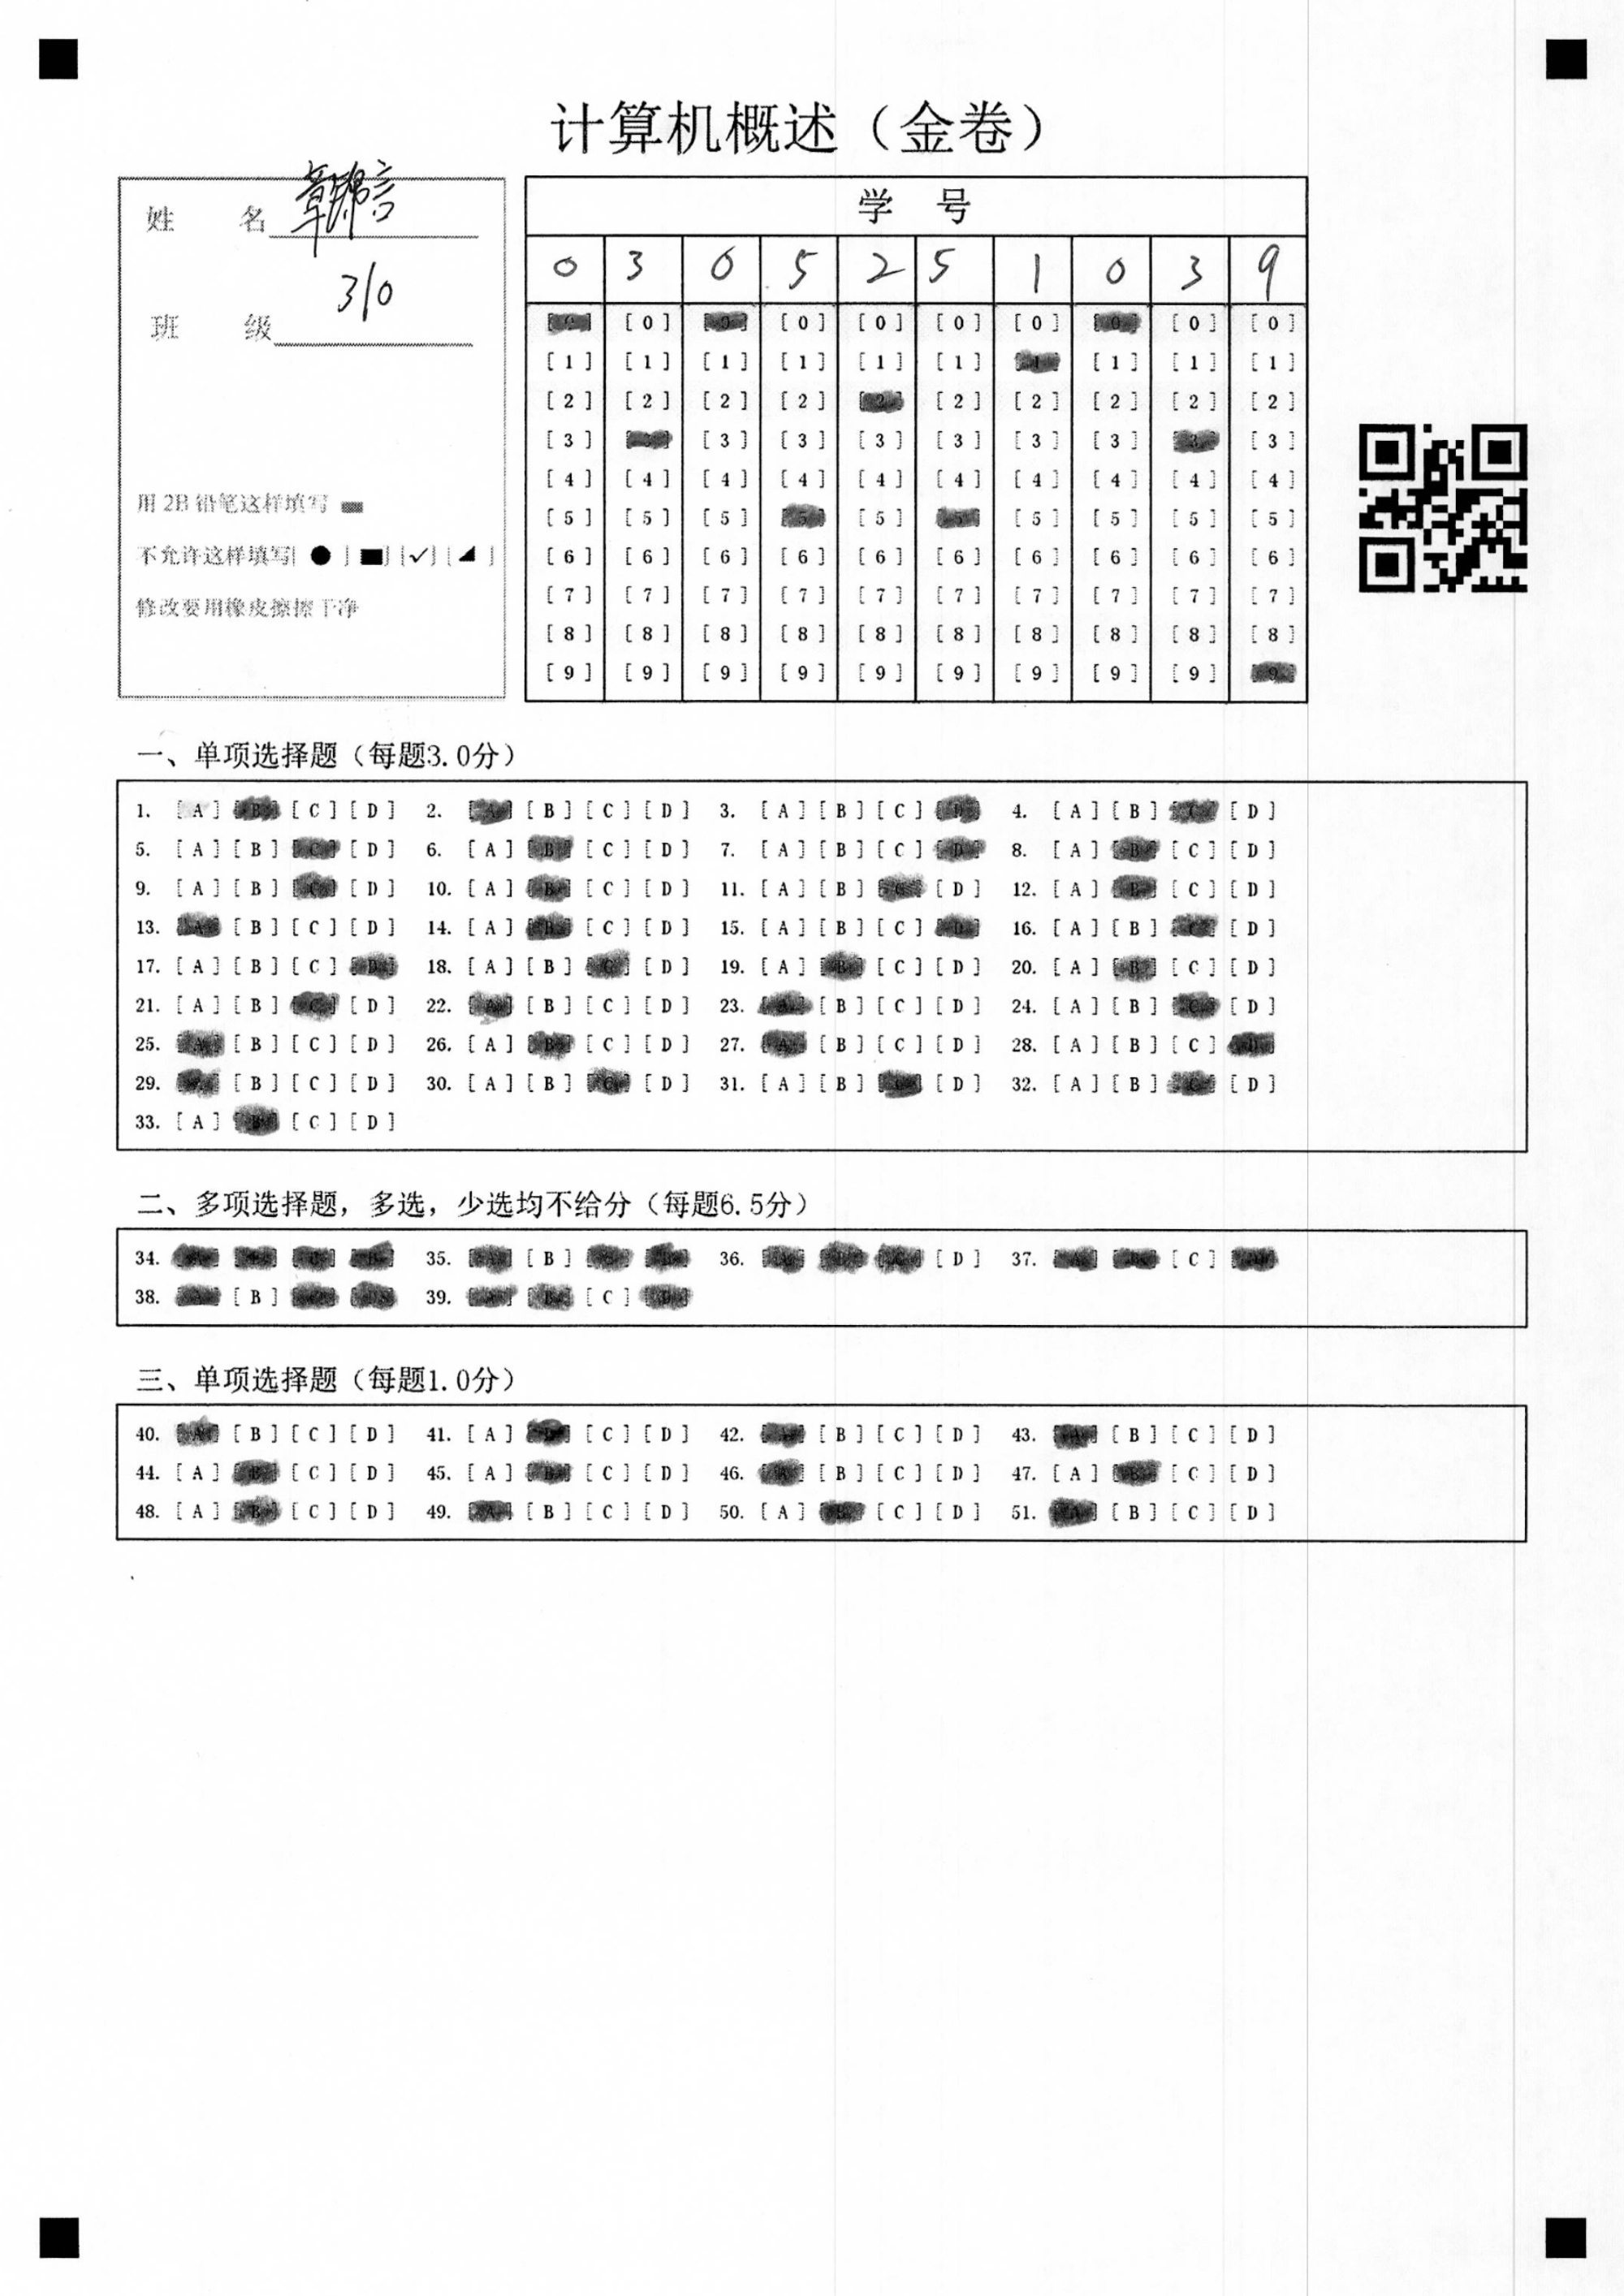 计算机概述（金卷）
姓 名
班 级 310
用 2B 铅笔这样填写
不允许这样填写[ ● ] [■] [✓] [◢ ]
修改要用橡皮擦擦干净
学 号
0 3 0 5 2 5 1 0 3 9
[0] [0] [0] [0] [0] [0] [0] [0] [0] [0]
[1] [1] [1] [1] [1] [1] [1] [1] [1] [1]
[2] [2] [2] [2] [2] [2] [2] [2] [2] [2]
[3] [3] [3] [3] [3] [3] [3] [3] [3] [3]
[4] [4] [4] [4] [4] [4] [4] [4] [4] [4]
[5] [5] [5] [5] [5] [5] [5] [5] [5] [5]
[6] [6] [6] [6] [6] [6] [6] [6] [6] [6]
[7] [7] [7] [7] [7] [7] [7] [7] [7] [7]
[8] [8] [8] [8] [8] [8] [8] [8] [8] [8]
[9] [9] [9] [9] [9] [9] [9] [9] [9] [9]
一、单项选择题（每题3.0分）
1. [A] [B] [C] [D] 2. [A] [B] [C] [D] 3. [A] [B] [C] [D] 4. [A] [B] [C] [D]
5. [A] [B] [C] [D] 6. [A] [B] [C] [D] 7. [A] [B] [C] [D] 8. [A] [B] [C] [D]
9. [A] [B] [C] [D] 10. [A] [B] [C] [D] 11. [A] [B] [C] [D] 12. [A] [B] [C] [D]
13. [A] [B] [C] [D] 14. [A] [B] [C] [D] 15. [A] [B] [C] [D] 16. [A] [B] [C] [D]
17. [A] [B] [C] [D] 18. [A] [B] [C] [D] 19. [A] [B] [C] [D] 20. [A] [B] [C] [D]
21. [A] [B] [C] [D] 22. [A] [B] [C] [D] 23. [A] [B] [C] [D] 24. [A] [B] [C] [D]
25. [A] [B] [C] [D] 26. [A] [B] [C] [D] 27. [A] [B] [C] [D] 28. [A] [B] [C] [D]
29. [A] [B] [C] [D] 30. [A] [B] [C] [D] 31. [A] [B] [C] [D] 32. [A] [B] [C] [D]
33. [A] [B] [C] [D]
二、多项选择题，多选，少选均不给分（每题6.5分）
34. [A] [B] [C] [D] 35. [A] [B] [C] [D] 36. [A] [B] [C] [D] 37. [A] [B] [C] [D]
38. [A] [B] [C] [D] 39. [A] [B] [C] [D]
三、单项选择题（每题1.0分）
40. [A] [B] [C] [D] 41. [A] [B] [C] [D] 42. [A] [B] [C] [D] 43. [A] [B] [C] [D]
44. [A] [B] [C] [D] 45. [A] [B] [C] [D] 46. [A] [B] [C] [D] 47. [A] [B] [C] [D]
48. [A] [B] [C] [D] 49. [A] [B] [C] [D] 50. [A] [B] [C] [D] 51. [A] [B] [C] [D]